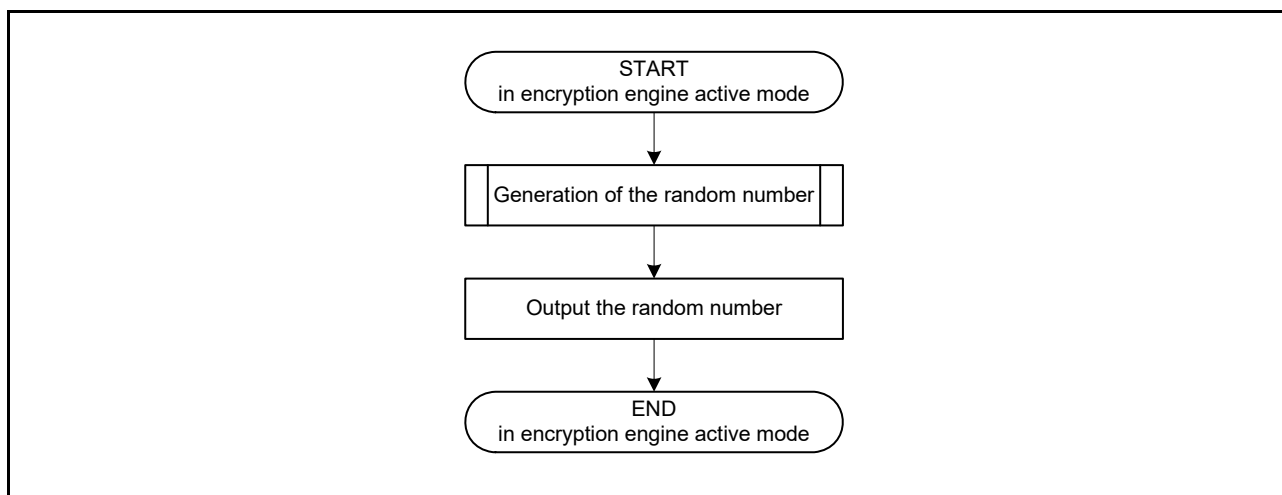 START
in encryption engine active mode
Generation of the random number
Output the random number
END
in encryption engine active mode